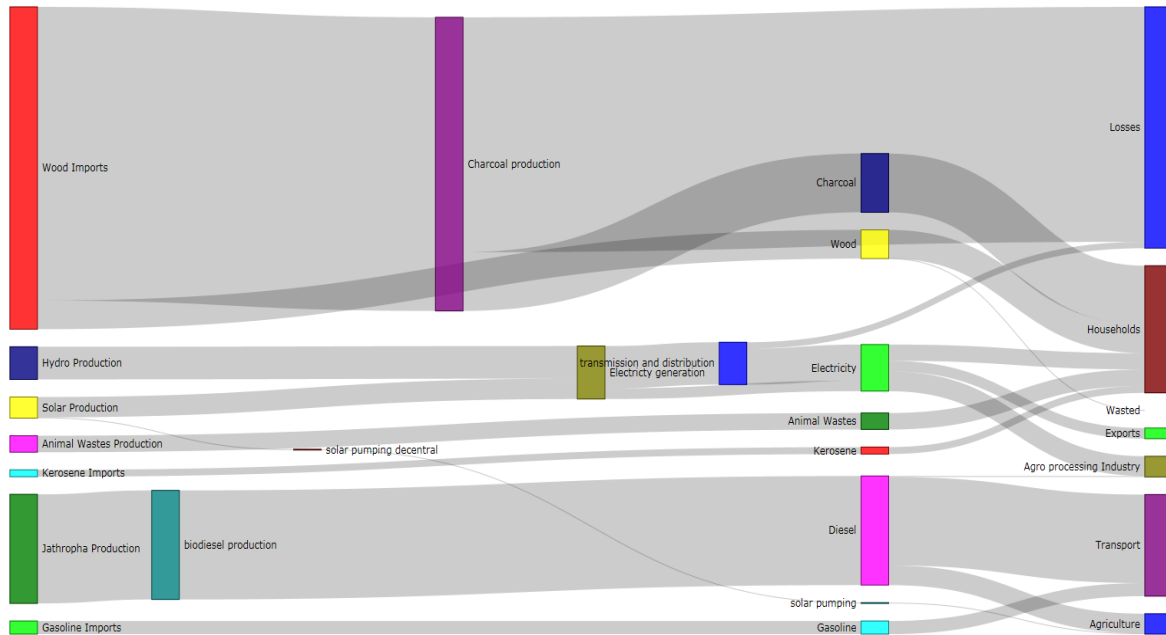 Losses
Wood Imports
Charcoal production
Charcoal
Wood
Households
Hydro Production
transmission and distribution
Electricty generation
Electricity
Solar Production
Wasted
Animal Wastes
Exports
Animal Wastes Production
solar pumping decentral
Kerosene
Agro processing Industry
Kerosene Imports
Diesel
Jathropha Production
biodiesel production
Transport
solar pumping
Gasoline Imports
Gasoline
Agriculture